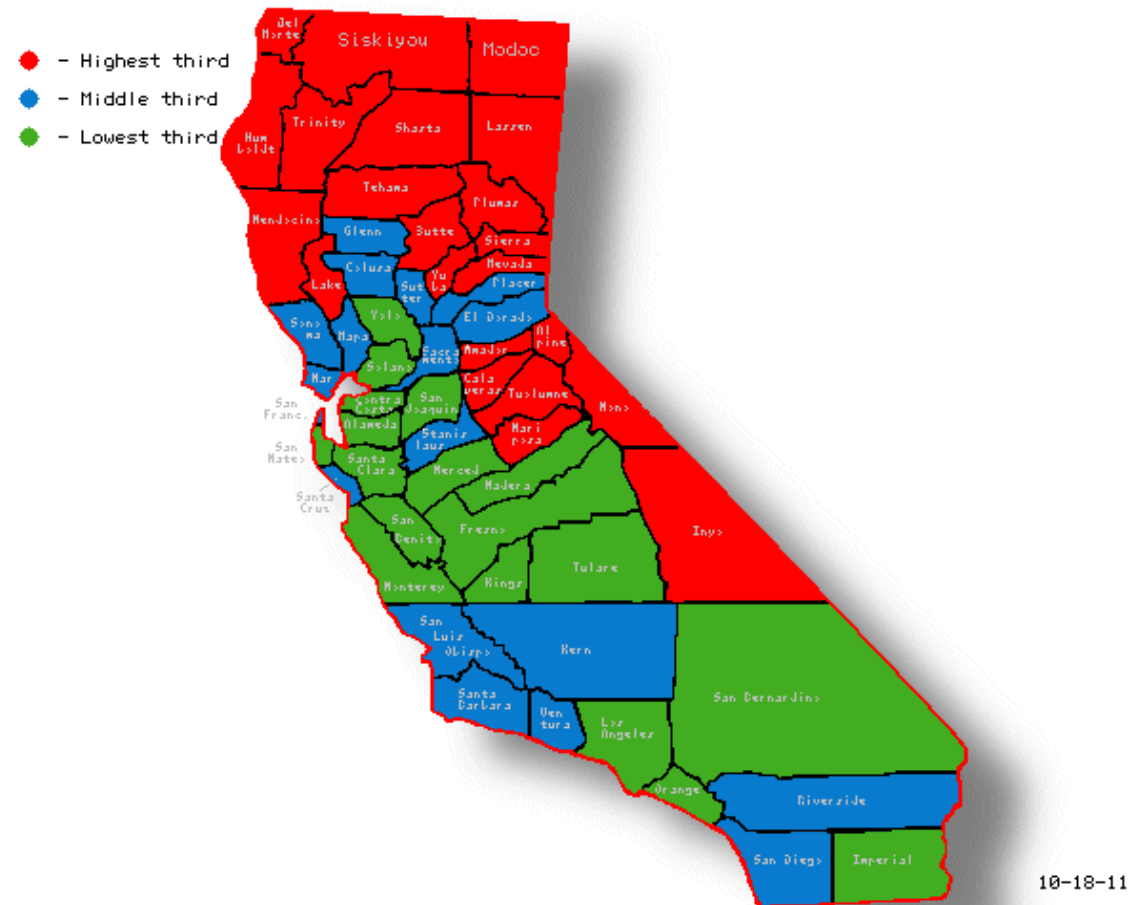 - Highest third
- Middle third
- Lowest third
Del
Norte
Siskiyou
Modoc
Trinity
Shasta
Lassen
Hum
boldt
Tehama
Plumas
Mendocino
Glenn
Butte
Sierra
Nevada
Colusa
Lake
Yu
ba
Placer
Sut
ter
El Dorado
Sono
ma
Napa
Yolo
Al
pine
Sacra
mento
Amador
Solano
Mar
Cala
veras
Tuolumne
Mono
San
Franc.
Contra
Costa
San
Joaquin
Alameda
Stanis
laus
Mari
posa
San
Mateo
Santa
Clara
Merced
Madera
Santa
Cruz
San
Benito
Fresno
Inyo
Monterey
Kings
Tulare
San
Luis
Obispo
Kern
Santa
Barbara
Ven
tura
Los
Angeles
San Bernardino
Orange
Riverside
San Diego
Imperial
10-18-11